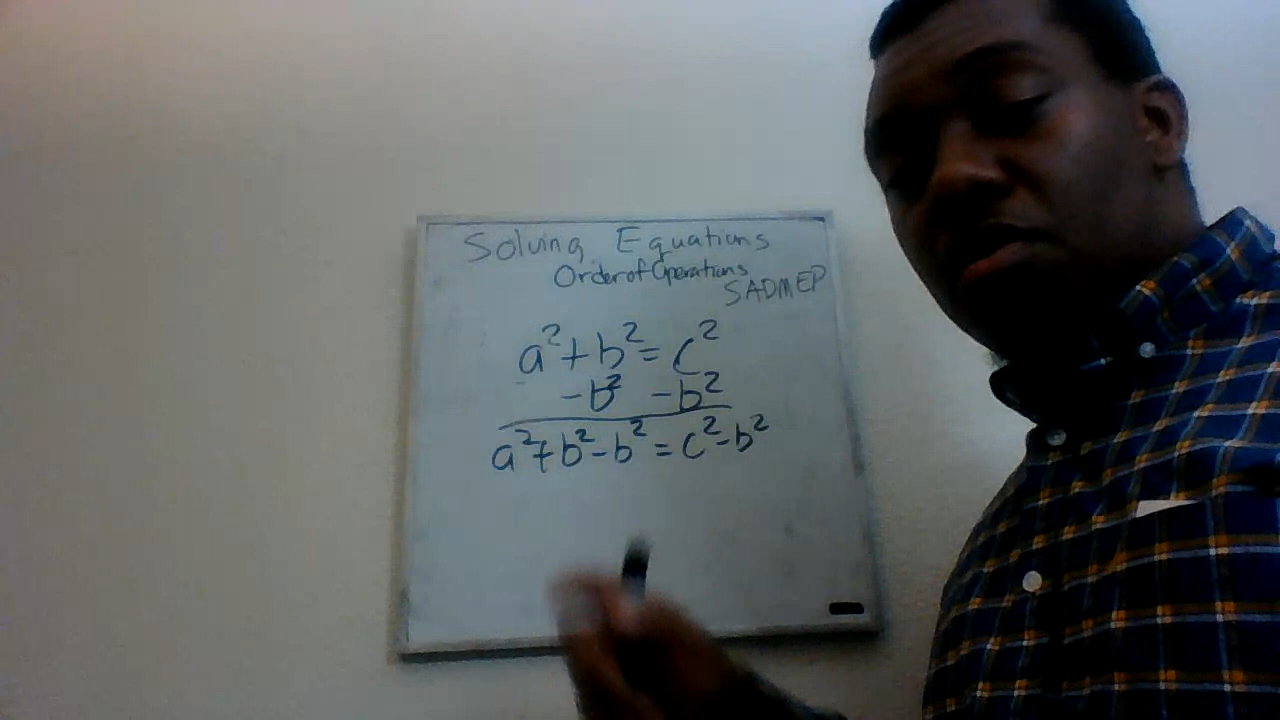 Solving Equations
Order of Operations
SADMEP
a²+b²=c²
-b² -b²
a²+b²-b²=c²-b²